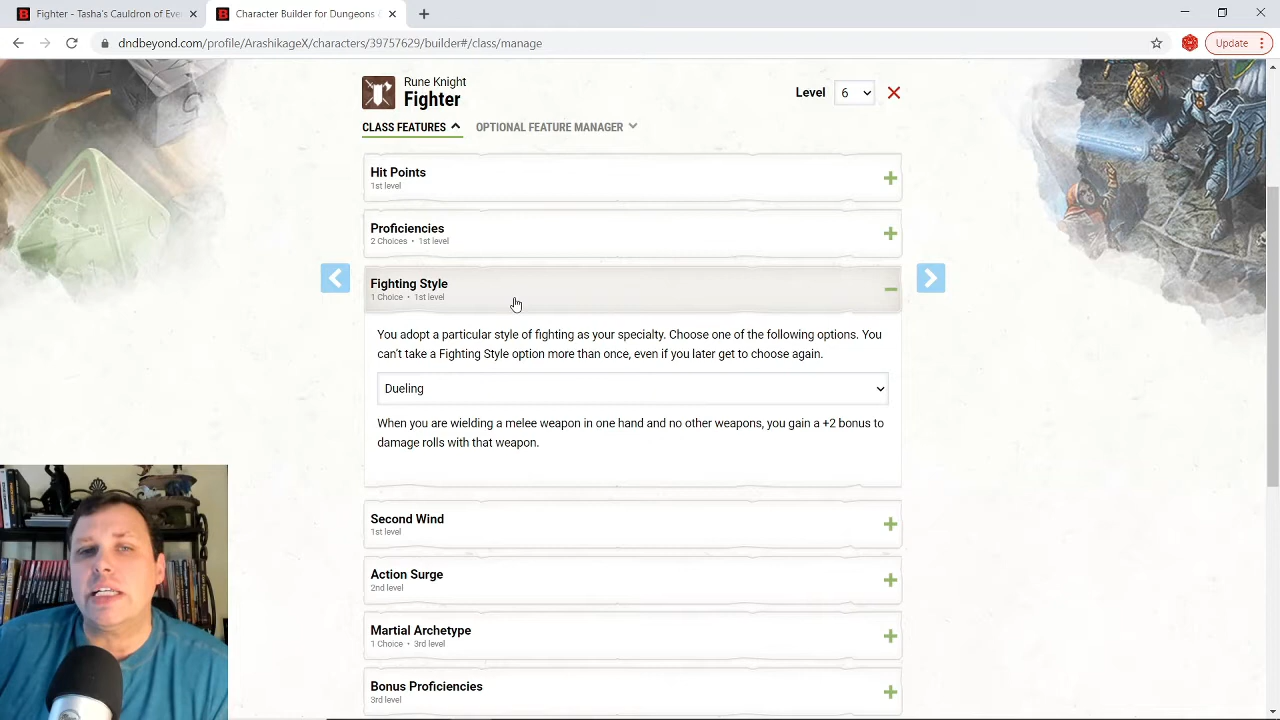 Fighter - Tasha's Cauldron of Eve
Character Builder for Dungeons
dndbeyond.com/profile/ArashikageX/characters/39757629/builder#/class/manage
Update
Rune Knight
Fighter
Level 6
CLASS FEATURES
OPTIONAL FEATURE MANAGER
Hit Points
1st level
Proficiencies
2 Choices • 1st level
Fighting Style
1 Choice • 1st level
You adopt a particular style of fighting as your specialty. Choose one of the following options. You
can't take a Fighting Style option more than once, even if you later get to choose again.
Dueling
When you are wielding a melee weapon in one hand and no other weapons, you gain a +2 bonus to
damage rolls with that weapon.
Second Wind
1st level
Action Surge
2nd level
Martial Archetype
1 Choice • 3rd level
Bonus Proficiencies
3rd level